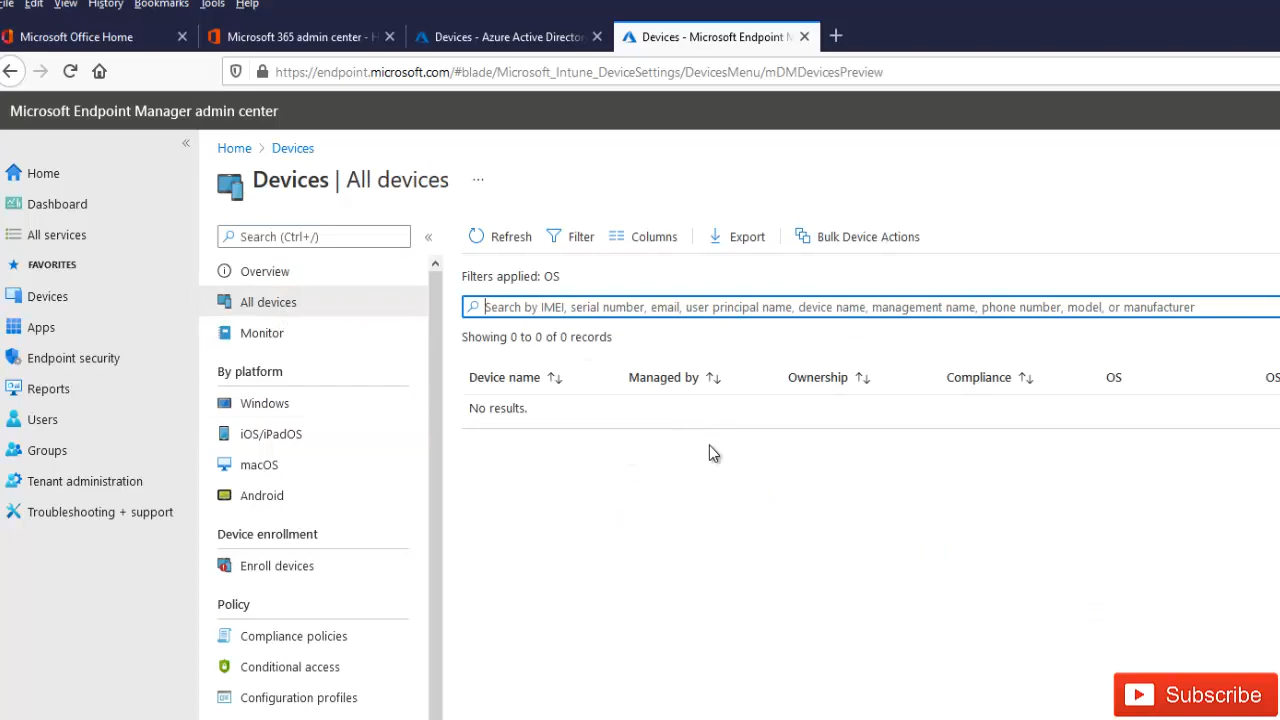 File Edit View History Bookmarks Tools Help
Microsoft Office Home
Microsoft 365 admin center - H
Devices - Azure Active Director
Devices - Microsoft Endpoint M
https://endpoint.microsoft.com/#blade/Microsoft_Intune_DeviceSettings/DevicesMenu/mDMDevicesPreview
Microsoft Endpoint Manager admin center
Home
Dashboard
All services
FAVORITES
Devices
Apps
Endpoint security
Reports
Users
Groups
Tenant administration
Troubleshooting + support
Home > Devices
Devices | All devices ...
Search (Ctrl+/)
Overview
All devices
Monitor
By platform
Windows
iOS/iPadOS
macOS
Android
Device enrollment
Enroll devices
Policy
Compliance policies
Conditional access
Configuration profiles
Refresh Filter Columns Export Bulk Device Actions
Filters applied: OS
Search by IMEI, serial number, email, user principal name, device name, management name, phone number, model, or manufacturer
Showing 0 to 0 of 0 records
Device name Managed by Ownership Compliance OS OS
No results.
Subscribe